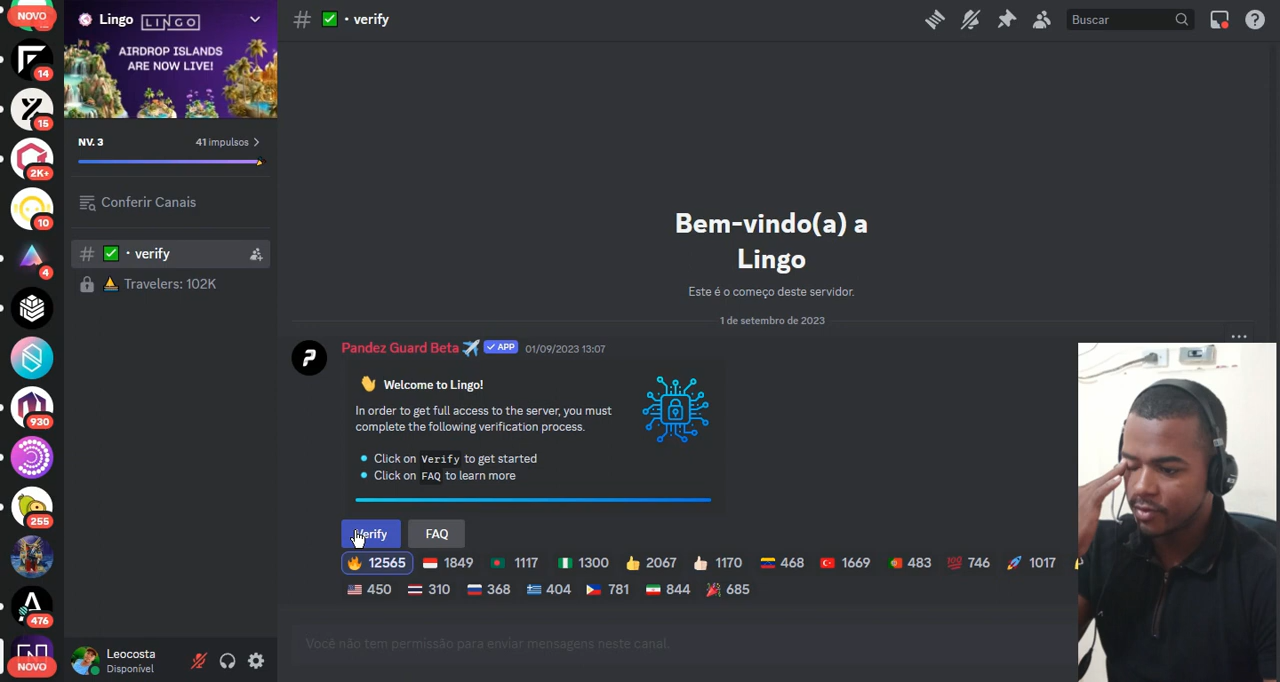 NOVO
14
15
2K+
10
4
930
255
476
NOVO
Lingo LINGO
AIRDROP ISLANDS
ARE NOW LIVE!
NV. 3 41 impulsos
Conferir Canais
# ✅ • verify
Travelers: 102K
Leocosta
Disponível
# ✅ • verify
Buscar
Bem-vindo(a) a
Lingo
Este é o começo deste servidor.
1 de setembro de 2023
Pandez Guard Beta ✈️ ✓ APP 01/09/2023 13:07
👋 Welcome to Lingo!
In order to get full access to the server, you must
complete the following verification process.
• Click on Verify to get started
• Click on FAQ to learn more
Verify FAQ
🔥 12565 🇮🇩 1849 🇧🇩 1117 🇳🇬 1300 👍 2067 👍🏻 1170 🇻🇪 468 🇹🇷 1669 🇵🇹 483 💯 746 🚀 1017
🇺🇸 450 🇹🇭 310 🇷🇺 368 🇬🇷 404 🇵🇭 781 🇮🇷 844 🎉 685
Você não tem permissão para enviar mensagens neste canal.